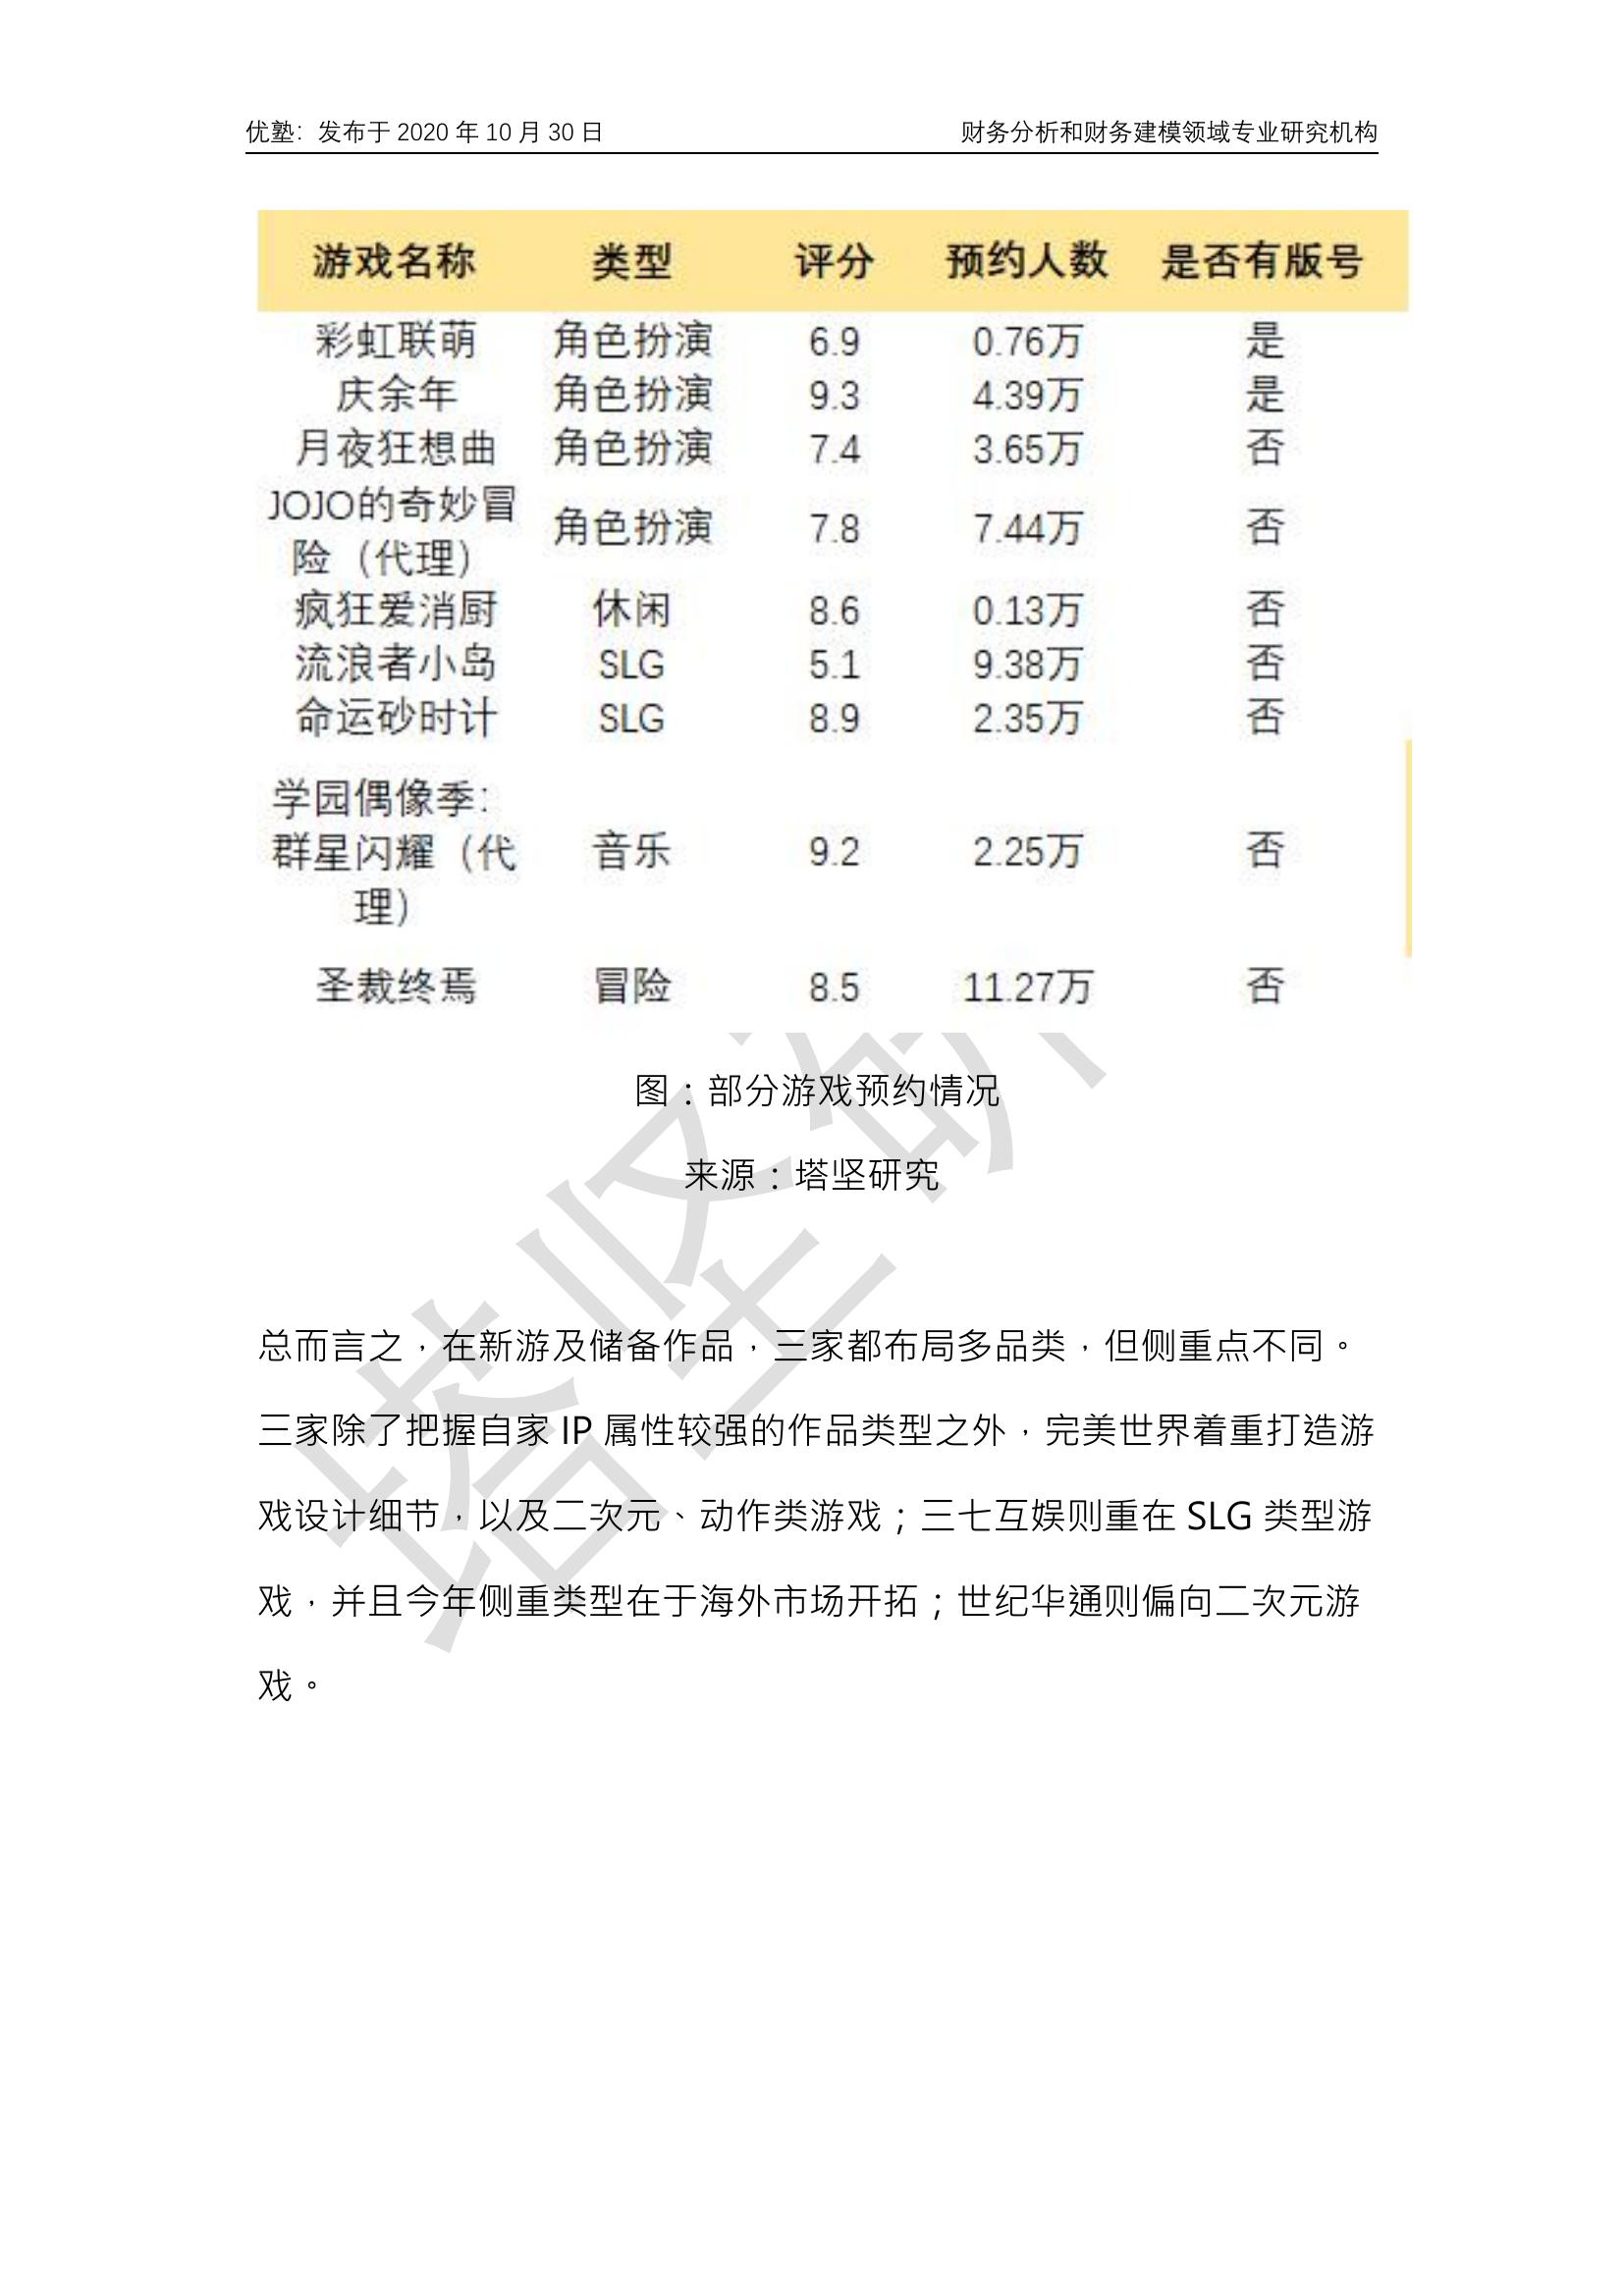 优塾：发布于 2020 年 10 月 30 日 财务分析和财务建模领域专业研究机构
游戏名称 类型 评分 预约人数 是否有版号
彩虹联萌 角色扮演 6.9 0.76万 是
庆余年 角色扮演 9.3 4.39万 是
月夜狂想曲 角色扮演 7.4 3.65万 否
JOJO的奇妙冒
险（代理） 角色扮演 7.8 7.44万 否
疯狂爱消厨 休闲 8.6 0.13万 否
流浪者小岛 SLG 5.1 9.38万 否
命运砂时计 SLG 8.9 2.35万 否
学园偶像季：
群星闪耀（代 音乐 9.2 2.25万 否
理）
圣裁终焉 冒险 8.5 11.27万 否
图：部分游戏预约情况
来源：塔坚研究
总而言之，在新游及储备作品，三家都布局多品类，但侧重点不同。
三家除了把握自家 IP 属性较强的作品类型之外，完美世界着重打造游
戏设计细节，以及二次元、动作类游戏；三七互娱则重在 SLG 类型游
戏，并且今年侧重类型在于海外市场开拓；世纪华通则偏向二次元游
戏。
塔坚